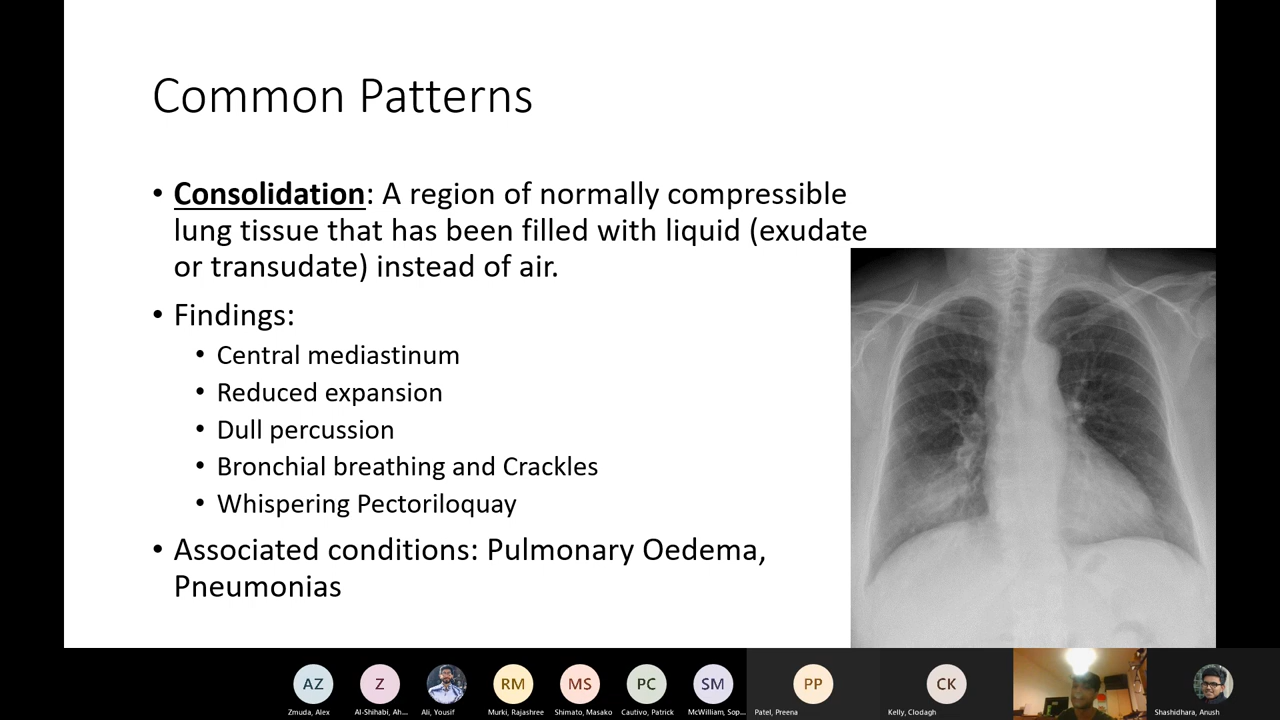 Common Patterns
• Consolidation: A region of normally compressible
lung tissue that has been filled with liquid (exudate
or transudate) instead of air.
• Findings:
• Central mediastinum
• Reduced expansion
• Dull percussion
• Bronchial breathing and Crackles
• Whispering Pectoriloquay
• Associated conditions: Pulmonary Oedema,
Pneumonias
AZ
Z
RM
MS
PC
SM
PP
CK
Zmuda, Alex
Al-Shihabi, Ah...
Ali, Yousif
Murki, Rajashree
Shimato, Masako
Cautivo, Patrick
McWilliam, Sop...
Patel, Preena
Kelly, Clodagh
Shashidhara, Anush